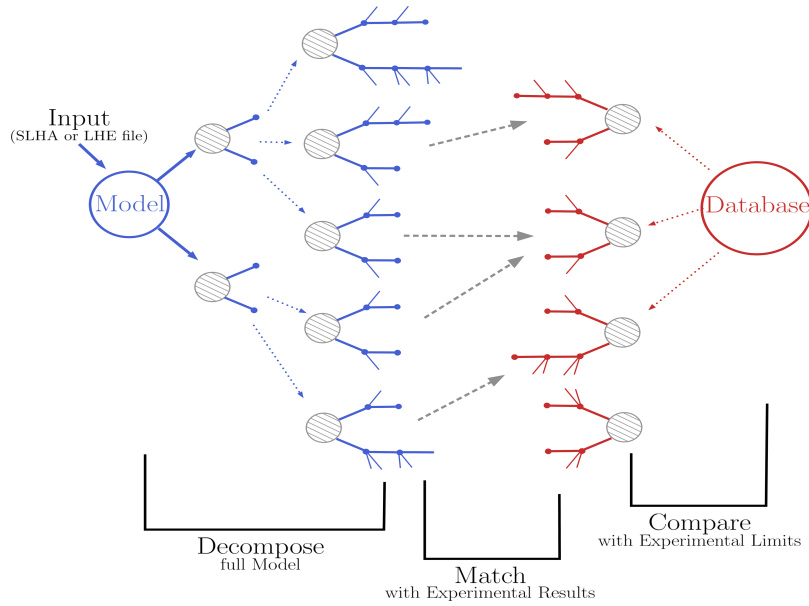 Input
(SLHA or LHE file)
Model
Database
Decompose
full Model
Match
with Experimental Results
Compare
with Experimental Limits